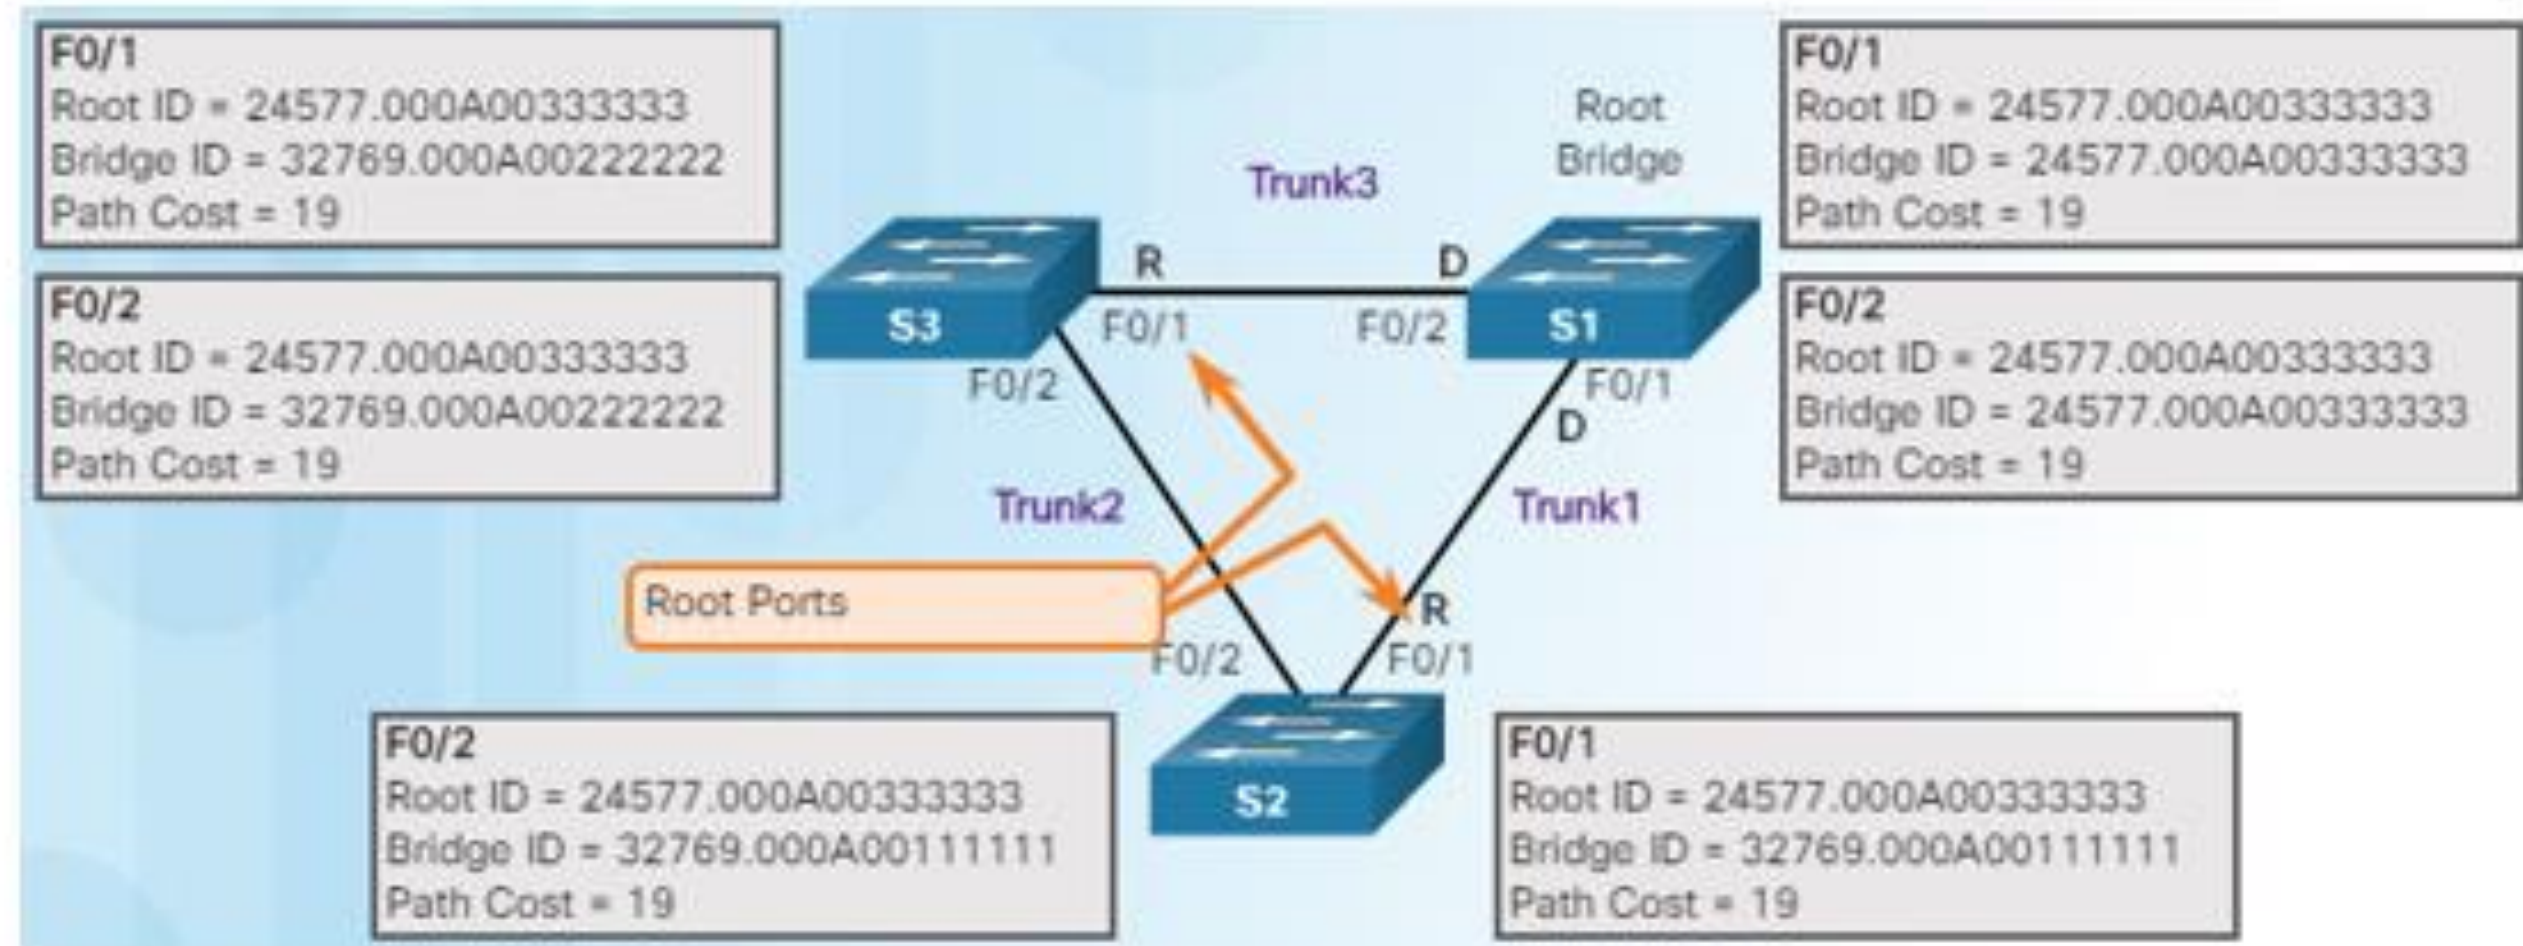 F0/1
Root ID = 24577.000A00333333
Bridge ID = 32769.000A00222222
Path Cost = 19
F0/2
Root ID = 24577.000A00333333
Bridge ID = 32769.000A00222222
Path Cost = 19
Root
Bridge
Trunk3
F0/1
Root ID = 24577.000A00333333
Bridge ID = 24577.000A00333333
Path Cost = 19
F0/2
Root ID = 24577.000A00333333
Bridge ID = 24577.000A00333333
Path Cost = 19
R
D
S3
F0/1
F0/2
S1
F0/2
F0/1
D
Trunk2
Trunk1
Root Ports
R
F0/2
F0/1
S2
F0/2
Root ID = 24577.000A00333333
Bridge ID = 32769.000A00111111
Path Cost = 19
F0/1
Root ID = 24577.000A00333333
Bridge ID = 32769.000A00111111
Path Cost = 19